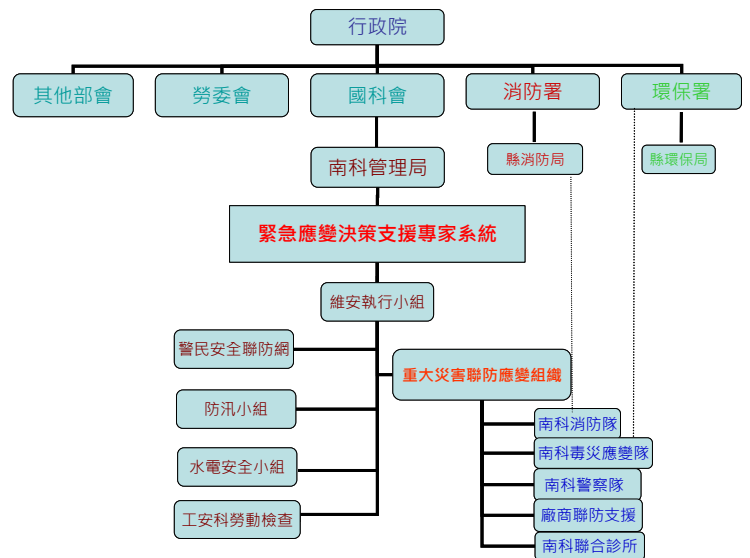 行政院
其他部會
勞委會
國科會
消防署
環保署
縣消防局
縣環保局
南科管理局
緊急應變決策支援專家系統
維安執行小組
警民安全聯防網
重大災害聯防應變組織
防汛小組
南科消防隊
南科毒災應變隊
水電安全小組
南科警察隊
工安科勞動檢查
廠商聯防支援
南科聯合診所